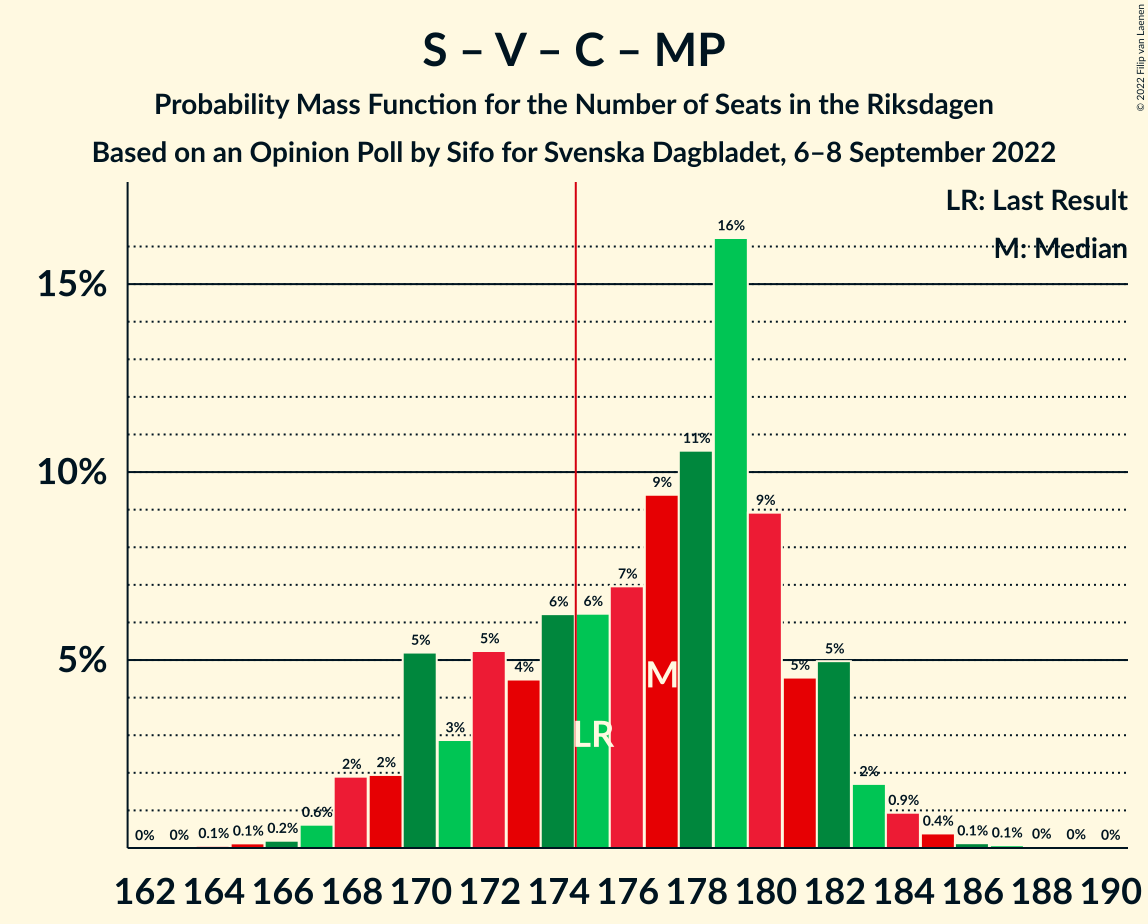 S – V – C – MP
Probability Mass Function for the Number of Seats in the Riksdagen
Based on an Opinion Poll by Sifo for Svenska Dagbladet, 6–8 September 2022
© 2022 Filip van Laenen
LR: Last Result
M: Median
15%
10%
5%
0% 0% 0.1% 0.1% 0.2% 0.6% 2% 2% 5% 3% 5% 4% 6% 6% 7% 9% 11% 16% 9% 5% 5% 2% 0.9% 0.4% 0.1% 0.1% 0% 0% 0%
M
LR
162 164 166 168 170 172 174 176 178 180 182 184 186 188 190